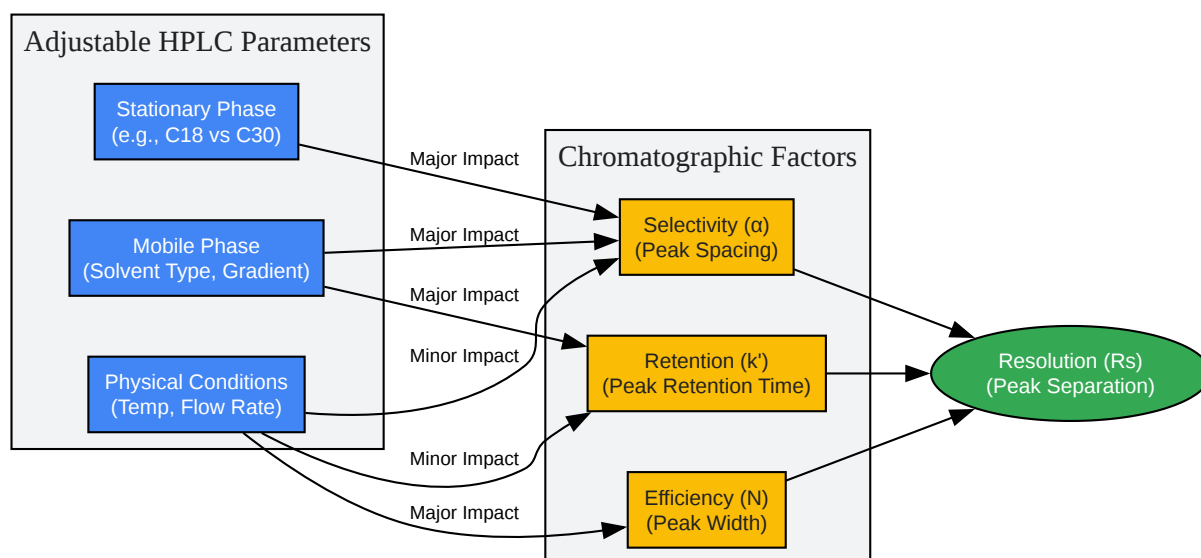 Adjustable HPLC Parameters
Stationary Phase
(e.g., C18 vs C30)
Mobile Phase
(Solvent Type, Gradient)
Physical Conditions
(Temp, Flow Rate)
Major Impact
Major Impact
Major Impact
Minor Impact
Minor Impact
Major Impact
Chromatographic Factors
Selectivity (α)
(Peak Spacing)
Retention (k')
(Peak Retention Time)
Efficiency (N)
(Peak Width)
Resolution (Rs)
(Peak Separation)